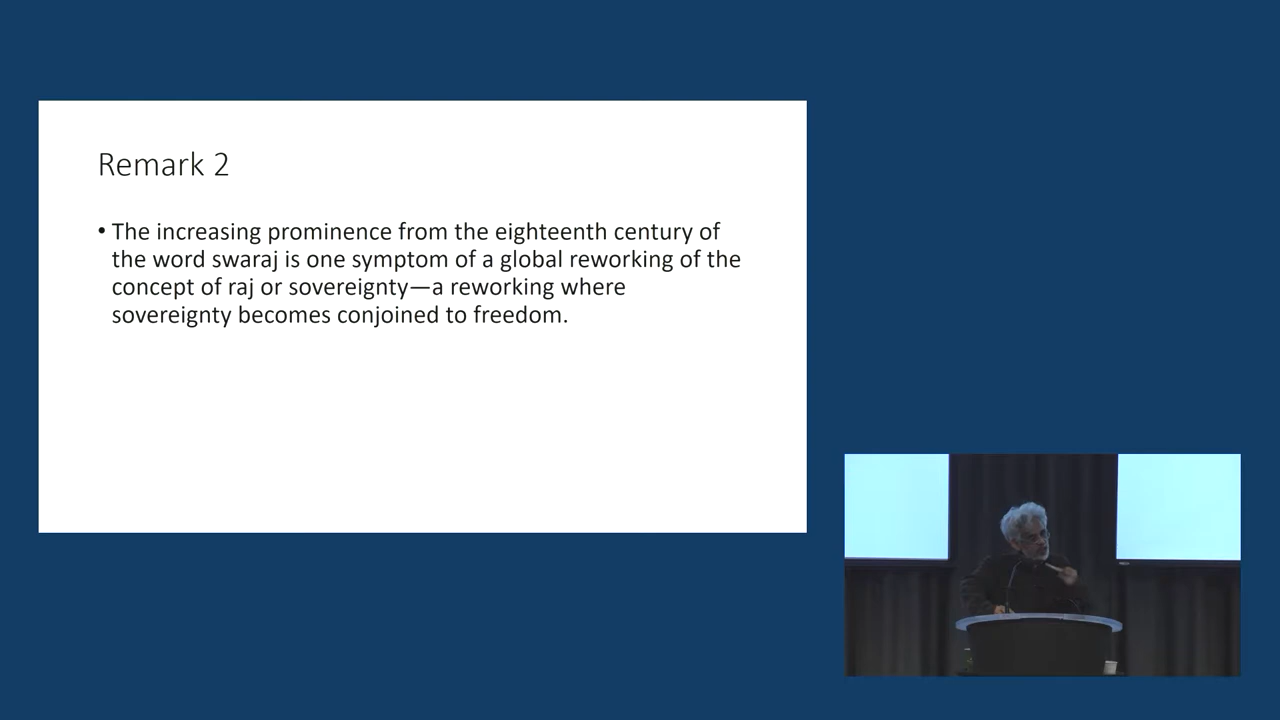 Remark 2
• The increasing prominence from the eighteenth century of
the word swaraj is one symptom of a global reworking of the
concept of raj or sovereignty—a reworking where
sovereignty becomes conjoined to freedom.